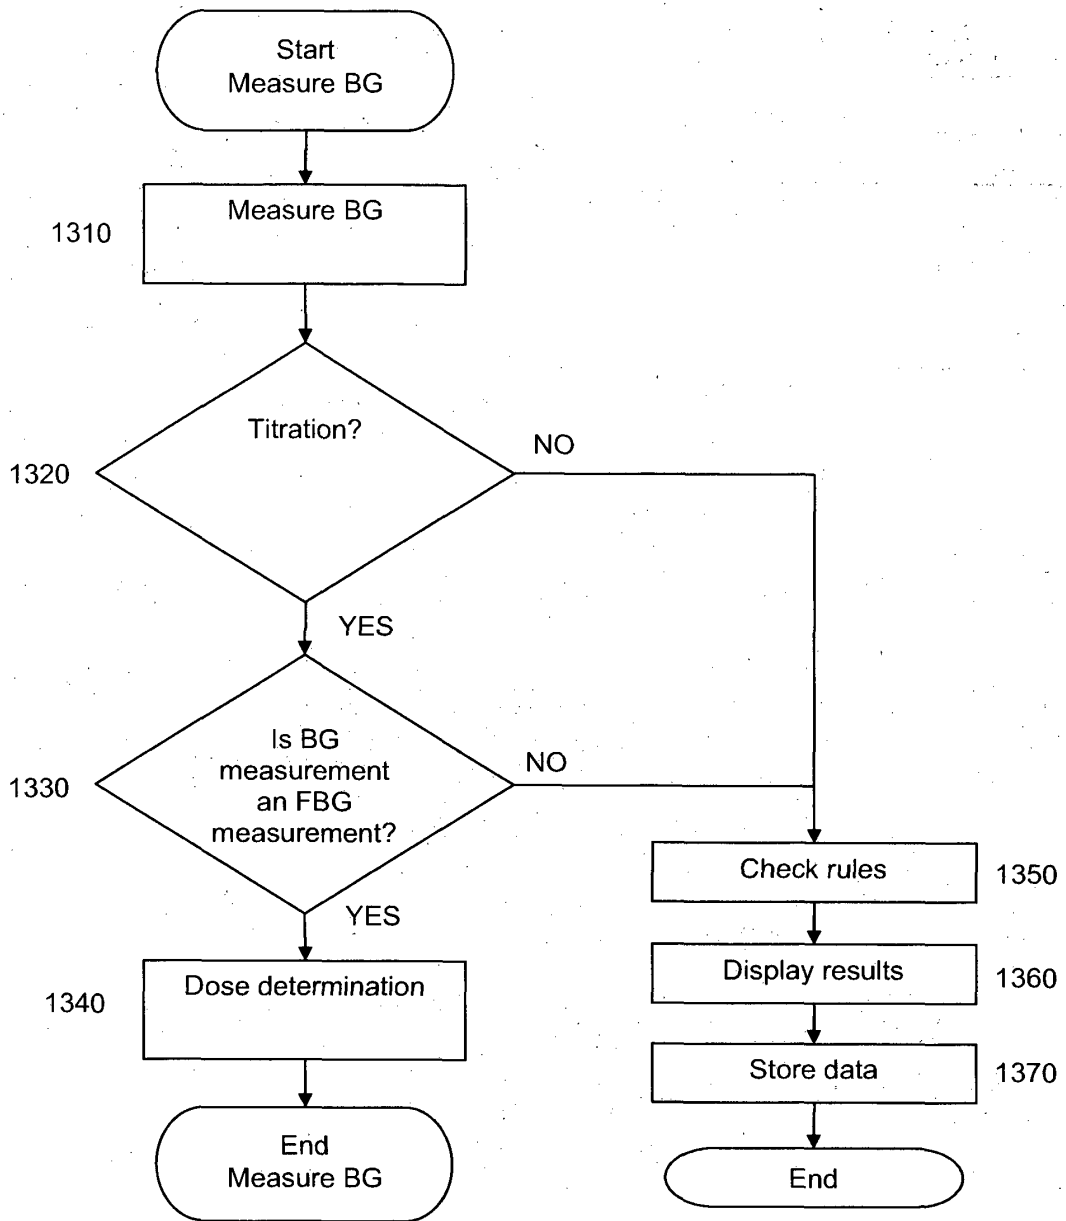 Start
Measure BG
Measure BG
1310
Titration?
NO
1320
YES
Is BG
measurement
an FBG
measurement?
NO
1330
YES
Check rules
1350
Display results
1360
Dose determination
1340
Store data
1370
End
Measure BG
End